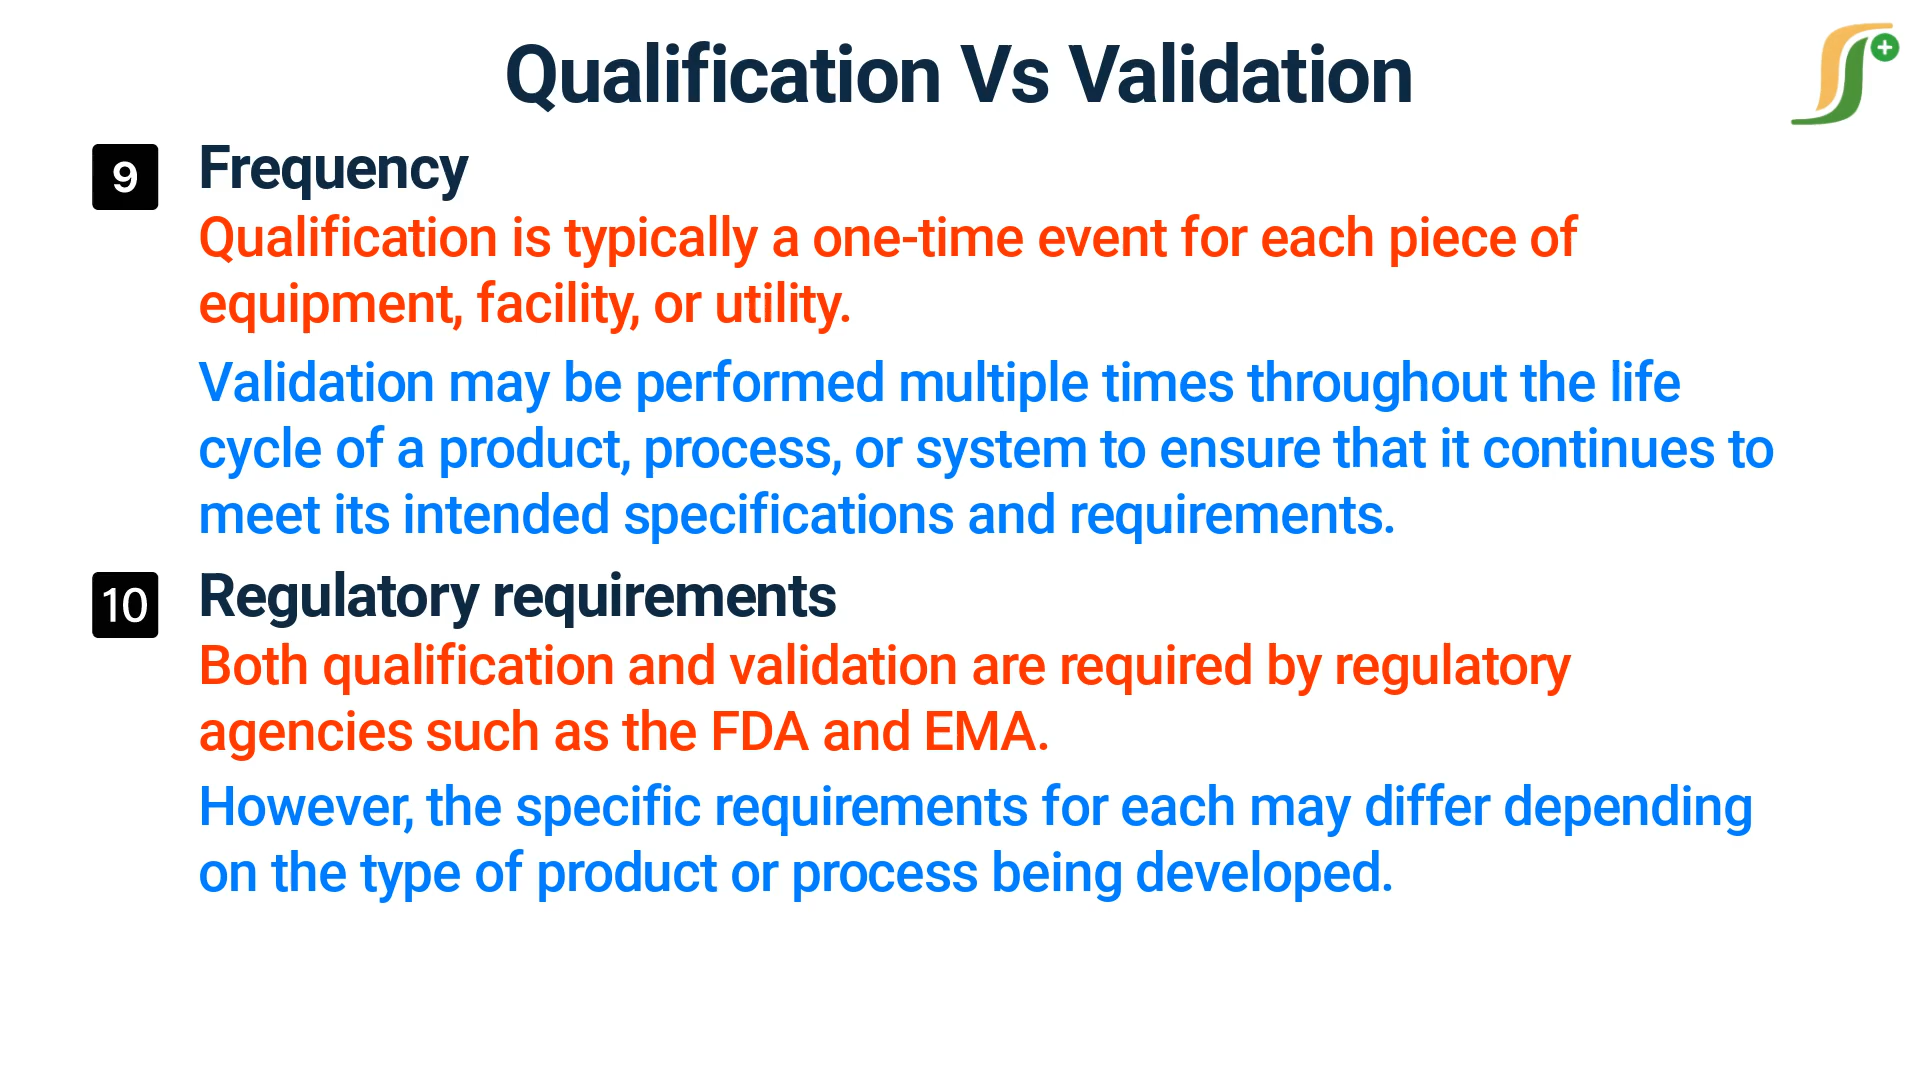 Qualification Vs Validation
9 Frequency
Qualification is typically a one-time event for each piece of
equipment, facility, or utility.
Validation may be performed multiple times throughout the life
cycle of a product, process, or system to ensure that it continues to
meet its intended specifications and requirements.
10 Regulatory requirements
Both qualification and validation are required by regulatory
agencies such as the FDA and EMA.
However, the specific requirements for each may differ depending
on the type of product or process being developed.